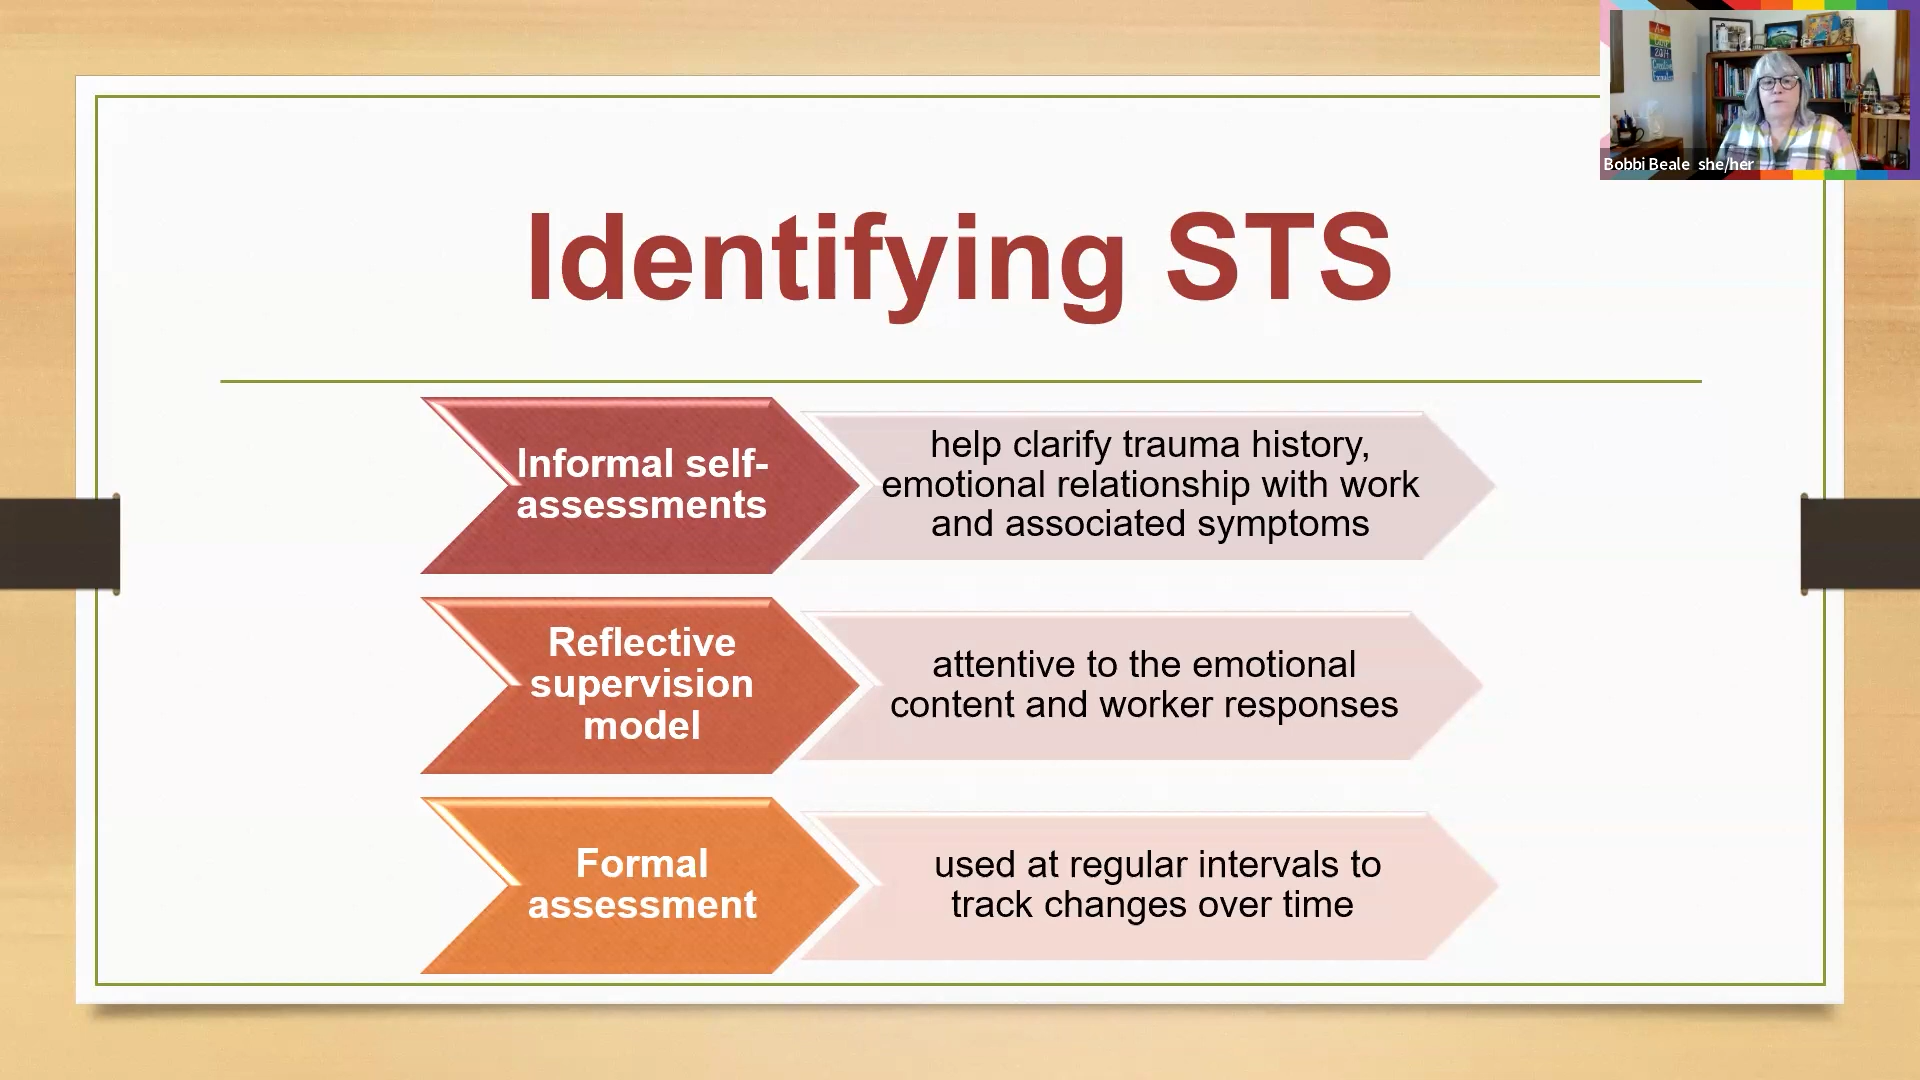 Bobbi Beale she/her
Identifying STS
Informal self-
assessments
help clarify trauma history,
emotional relationship with work
and associated symptoms
Reflective
supervision
model
attentive to the emotional
content and worker responses
Formal
assessment
used at regular intervals to
track changes over time